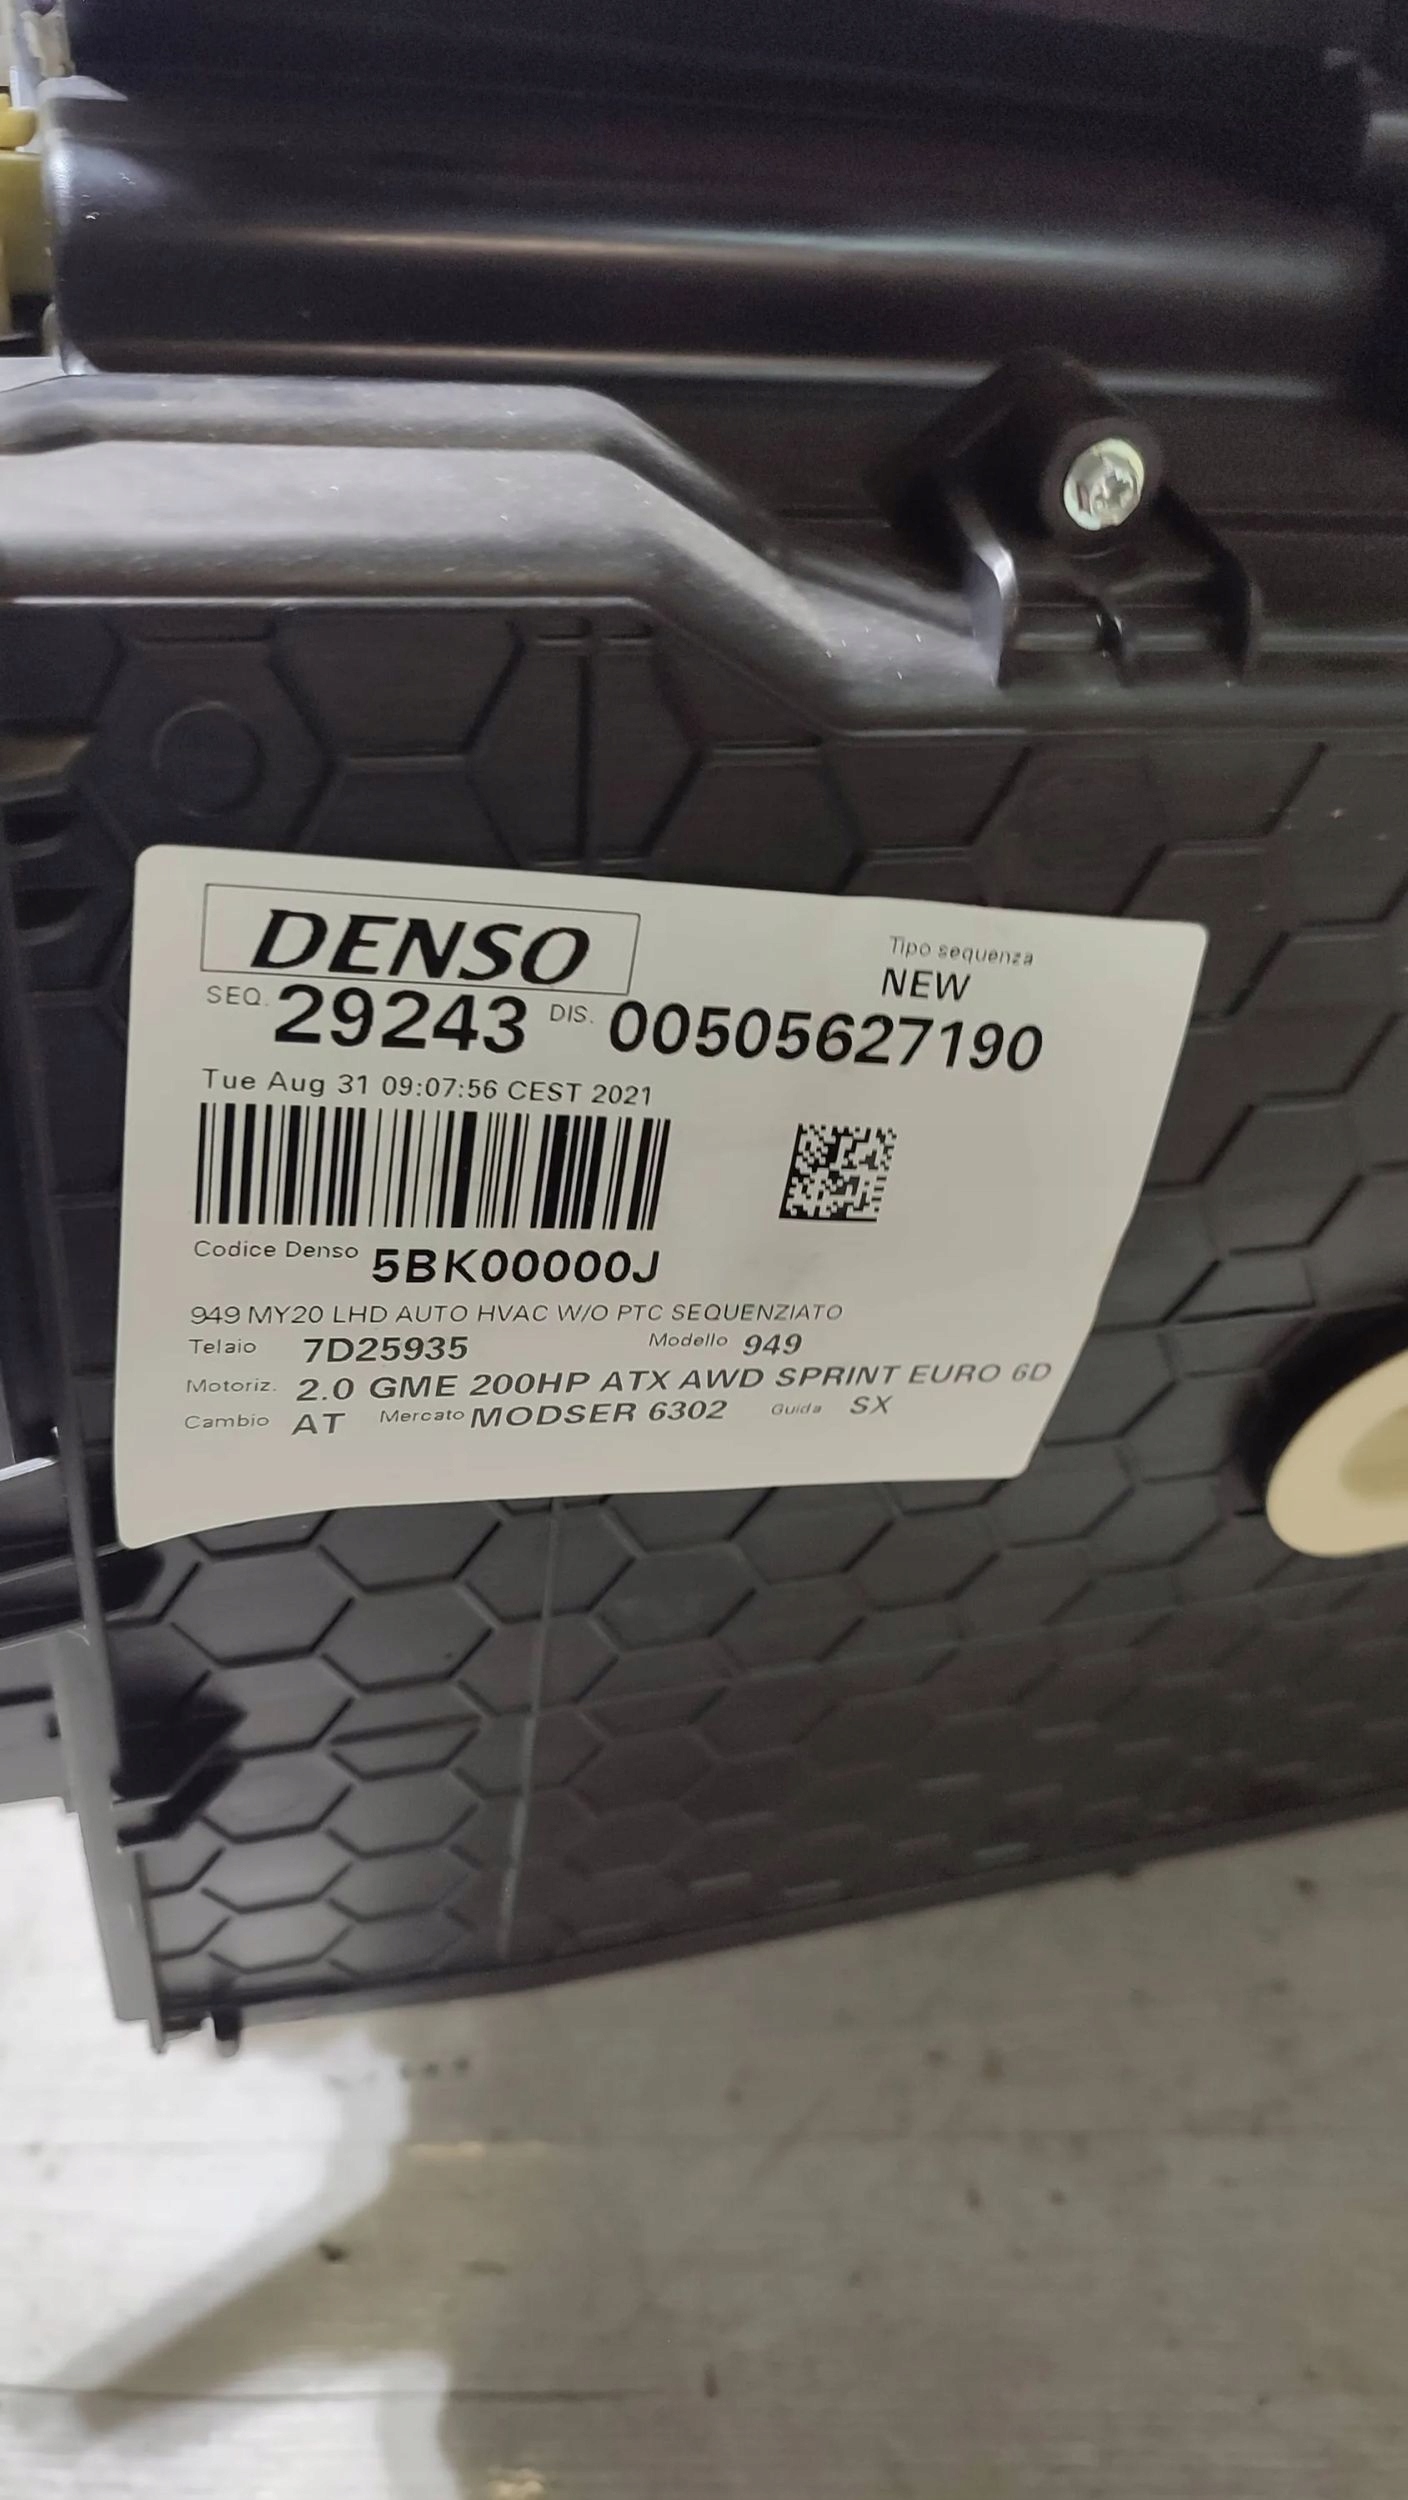 DENSO
Tipo sequenza
NEW
SEQ. 29243 DIS. 00505627190
Tue Aug 31 09:07:56 CEST 2021
Codice Denso 5BK00000J
949 MY20 LHD AUTO HVAC W/O PTC SEQUENZIATO
Telaio 7D25935 Modello 949
Motoriz. 2.0 GME 200HP ATX AWD SPRINT EURO 6D
Cambio AT Mercato MODSER 6302 Guida SX